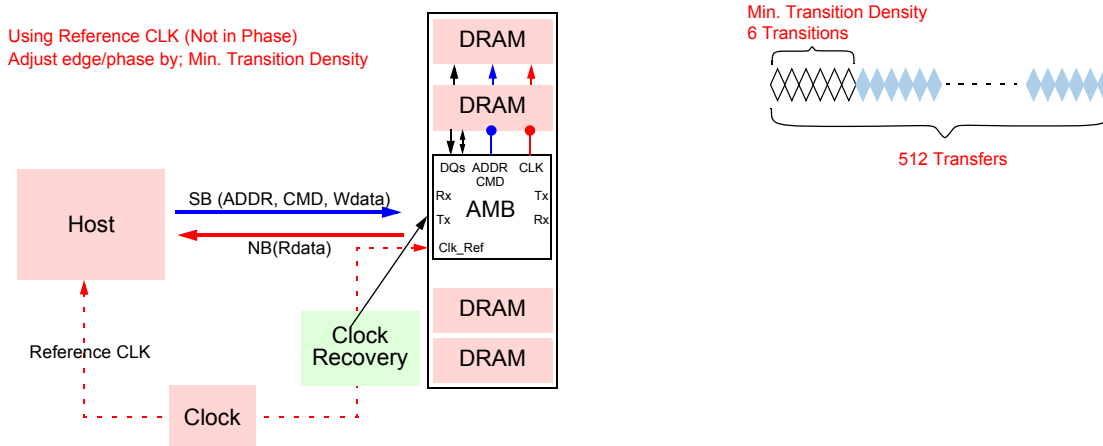 Using Reference CLK (Not in Phase)
Adjust edge/phase by; Min. Transition Density
Min. Transition Density
6 Transitions
512 Transfers
DRAM
DRAM
DQs ADDR CLK
CMD
Rx Tx
AMB
Tx Rx
Clk_Ref
Host
SB (ADDR, CMD, Wdata)
NB(Rdata)
DRAM
DRAM
Clock
Recovery
Reference CLK
Clock